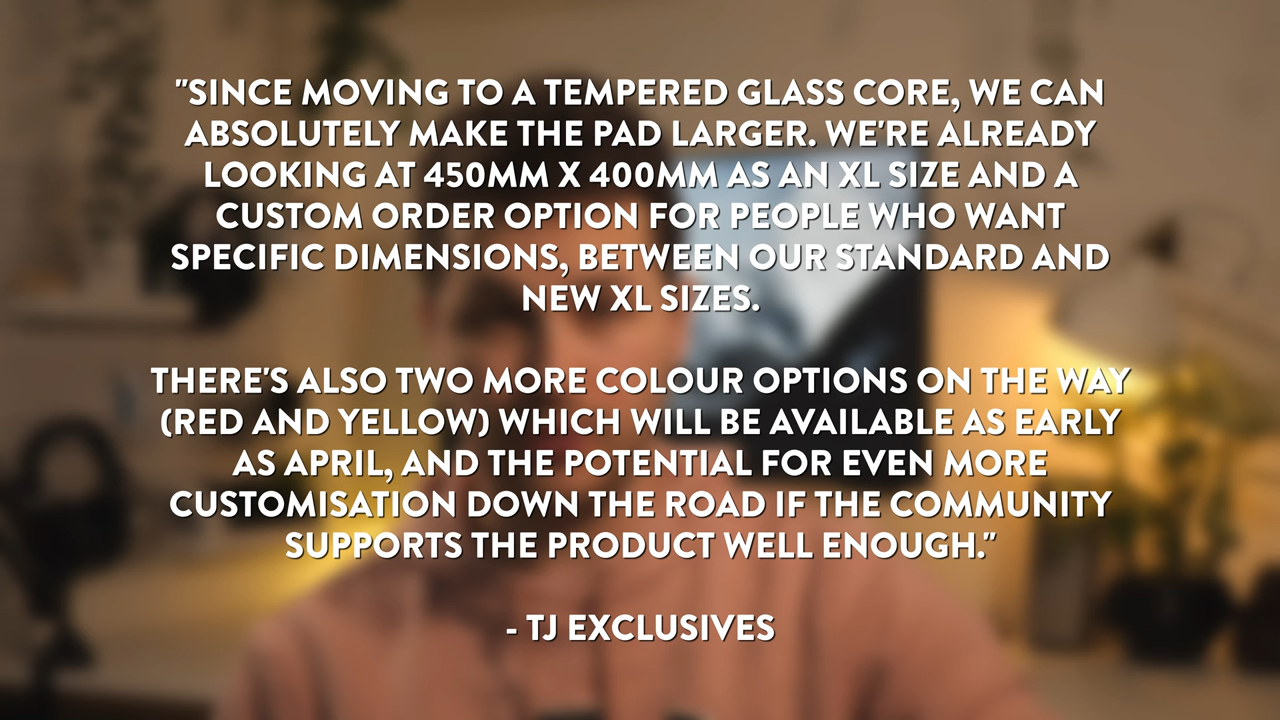 "SINCE MOVING TO A TEMPERED GLASS CORE, WE CAN
ABSOLUTELY MAKE THE PAD LARGER. WE'RE ALREADY
LOOKING AT 450MM X 400MM AS AN XL SIZE AND A
CUSTOM ORDER OPTION FOR PEOPLE WHO WANT
SPECIFIC DIMENSIONS, BETWEEN OUR STANDARD AND
NEW XL SIZES.
THERE'S ALSO TWO MORE COLOUR OPTIONS ON THE WAY
(RED AND YELLOW) WHICH WILL BE AVAILABLE AS EARLY
AS APRIL, AND THE POTENTIAL FOR EVEN MORE
CUSTOMISATION DOWN THE ROAD IF THE COMMUNITY
SUPPORTS THE PRODUCT WELL ENOUGH."
- TJ EXCLUSIVES